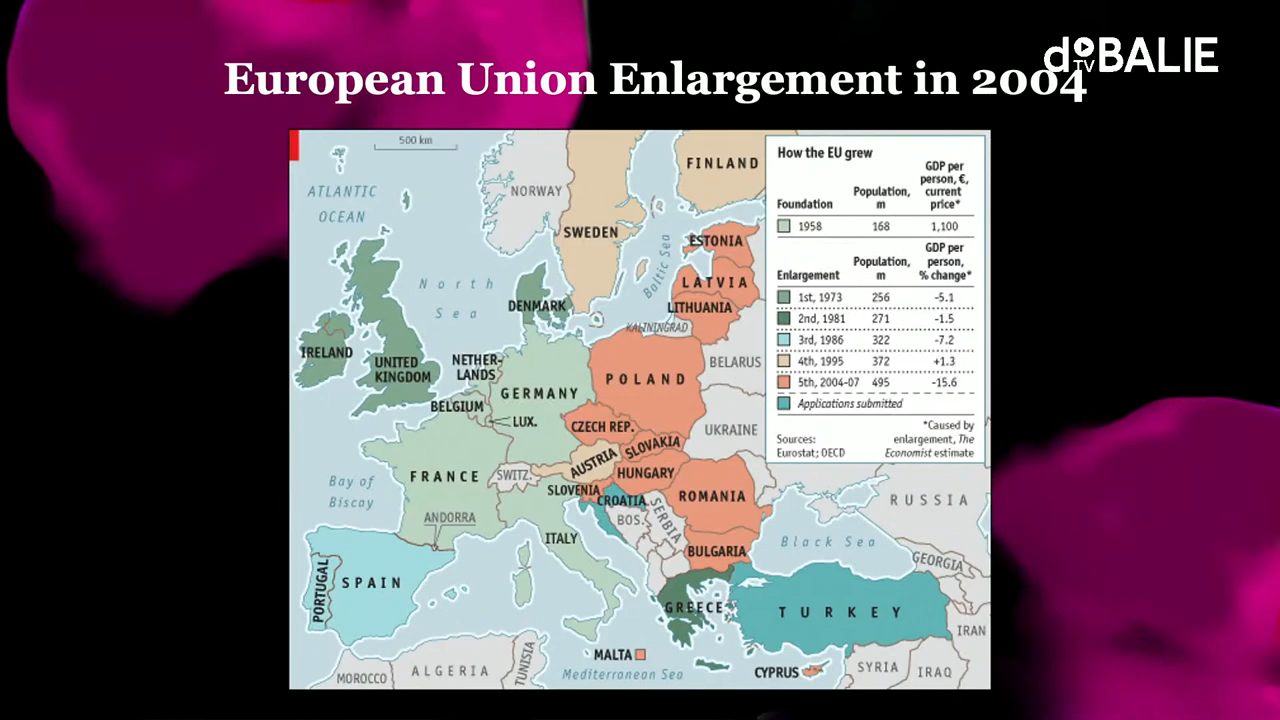 European Union Enlargement in 2004
dTVBALIE
500 km
ATLANTIC
OCEAN
NORWAY
FINLAND
SWEDEN
Baltic Sea
ESTONIA
LATVIA
LITHUANIA
KALININGRAD
North
Sea
DENMARK
IRELAND
UNITED
KINGDOM
NETHER-
LANDS
BELGIUM
LUX.
GERMANY
POLAND
BELARUS
CZECH REP.
SLOVAKIA
UKRAINE
FRANCE
SWITZ.
AUSTRIA
HUNGARY
SLOVENIA
CROATIA
ROMANIA
Bay of
Biscay
ANDORRA
ITALY
BOS.
SERBIA
BULGARIA
Black Sea
RUSSIA
GEORGIA
PORTUGAL
SPAIN
GREECE
TURKEY
IRAN
MALTA
CYPRUS
SYRIA
IRAQ
MOROCCO
ALGERIA
TUNISIA
Mediterranean Sea
How the EU grew
Foundation Population, m GDP per person, €, current price*
1958 168 1,100
Enlargement Population, m GDP per person, % change*
1st, 1973 256 -5.1
2nd, 1981 271 -1.5
3rd, 1986 322 -7.2
4th, 1995 372 +1.3
5th, 2004-07 495 -15.6
Applications submitted
*Caused by
enlargement, The
Economist estimate
Sources:
Eurostat; OECD